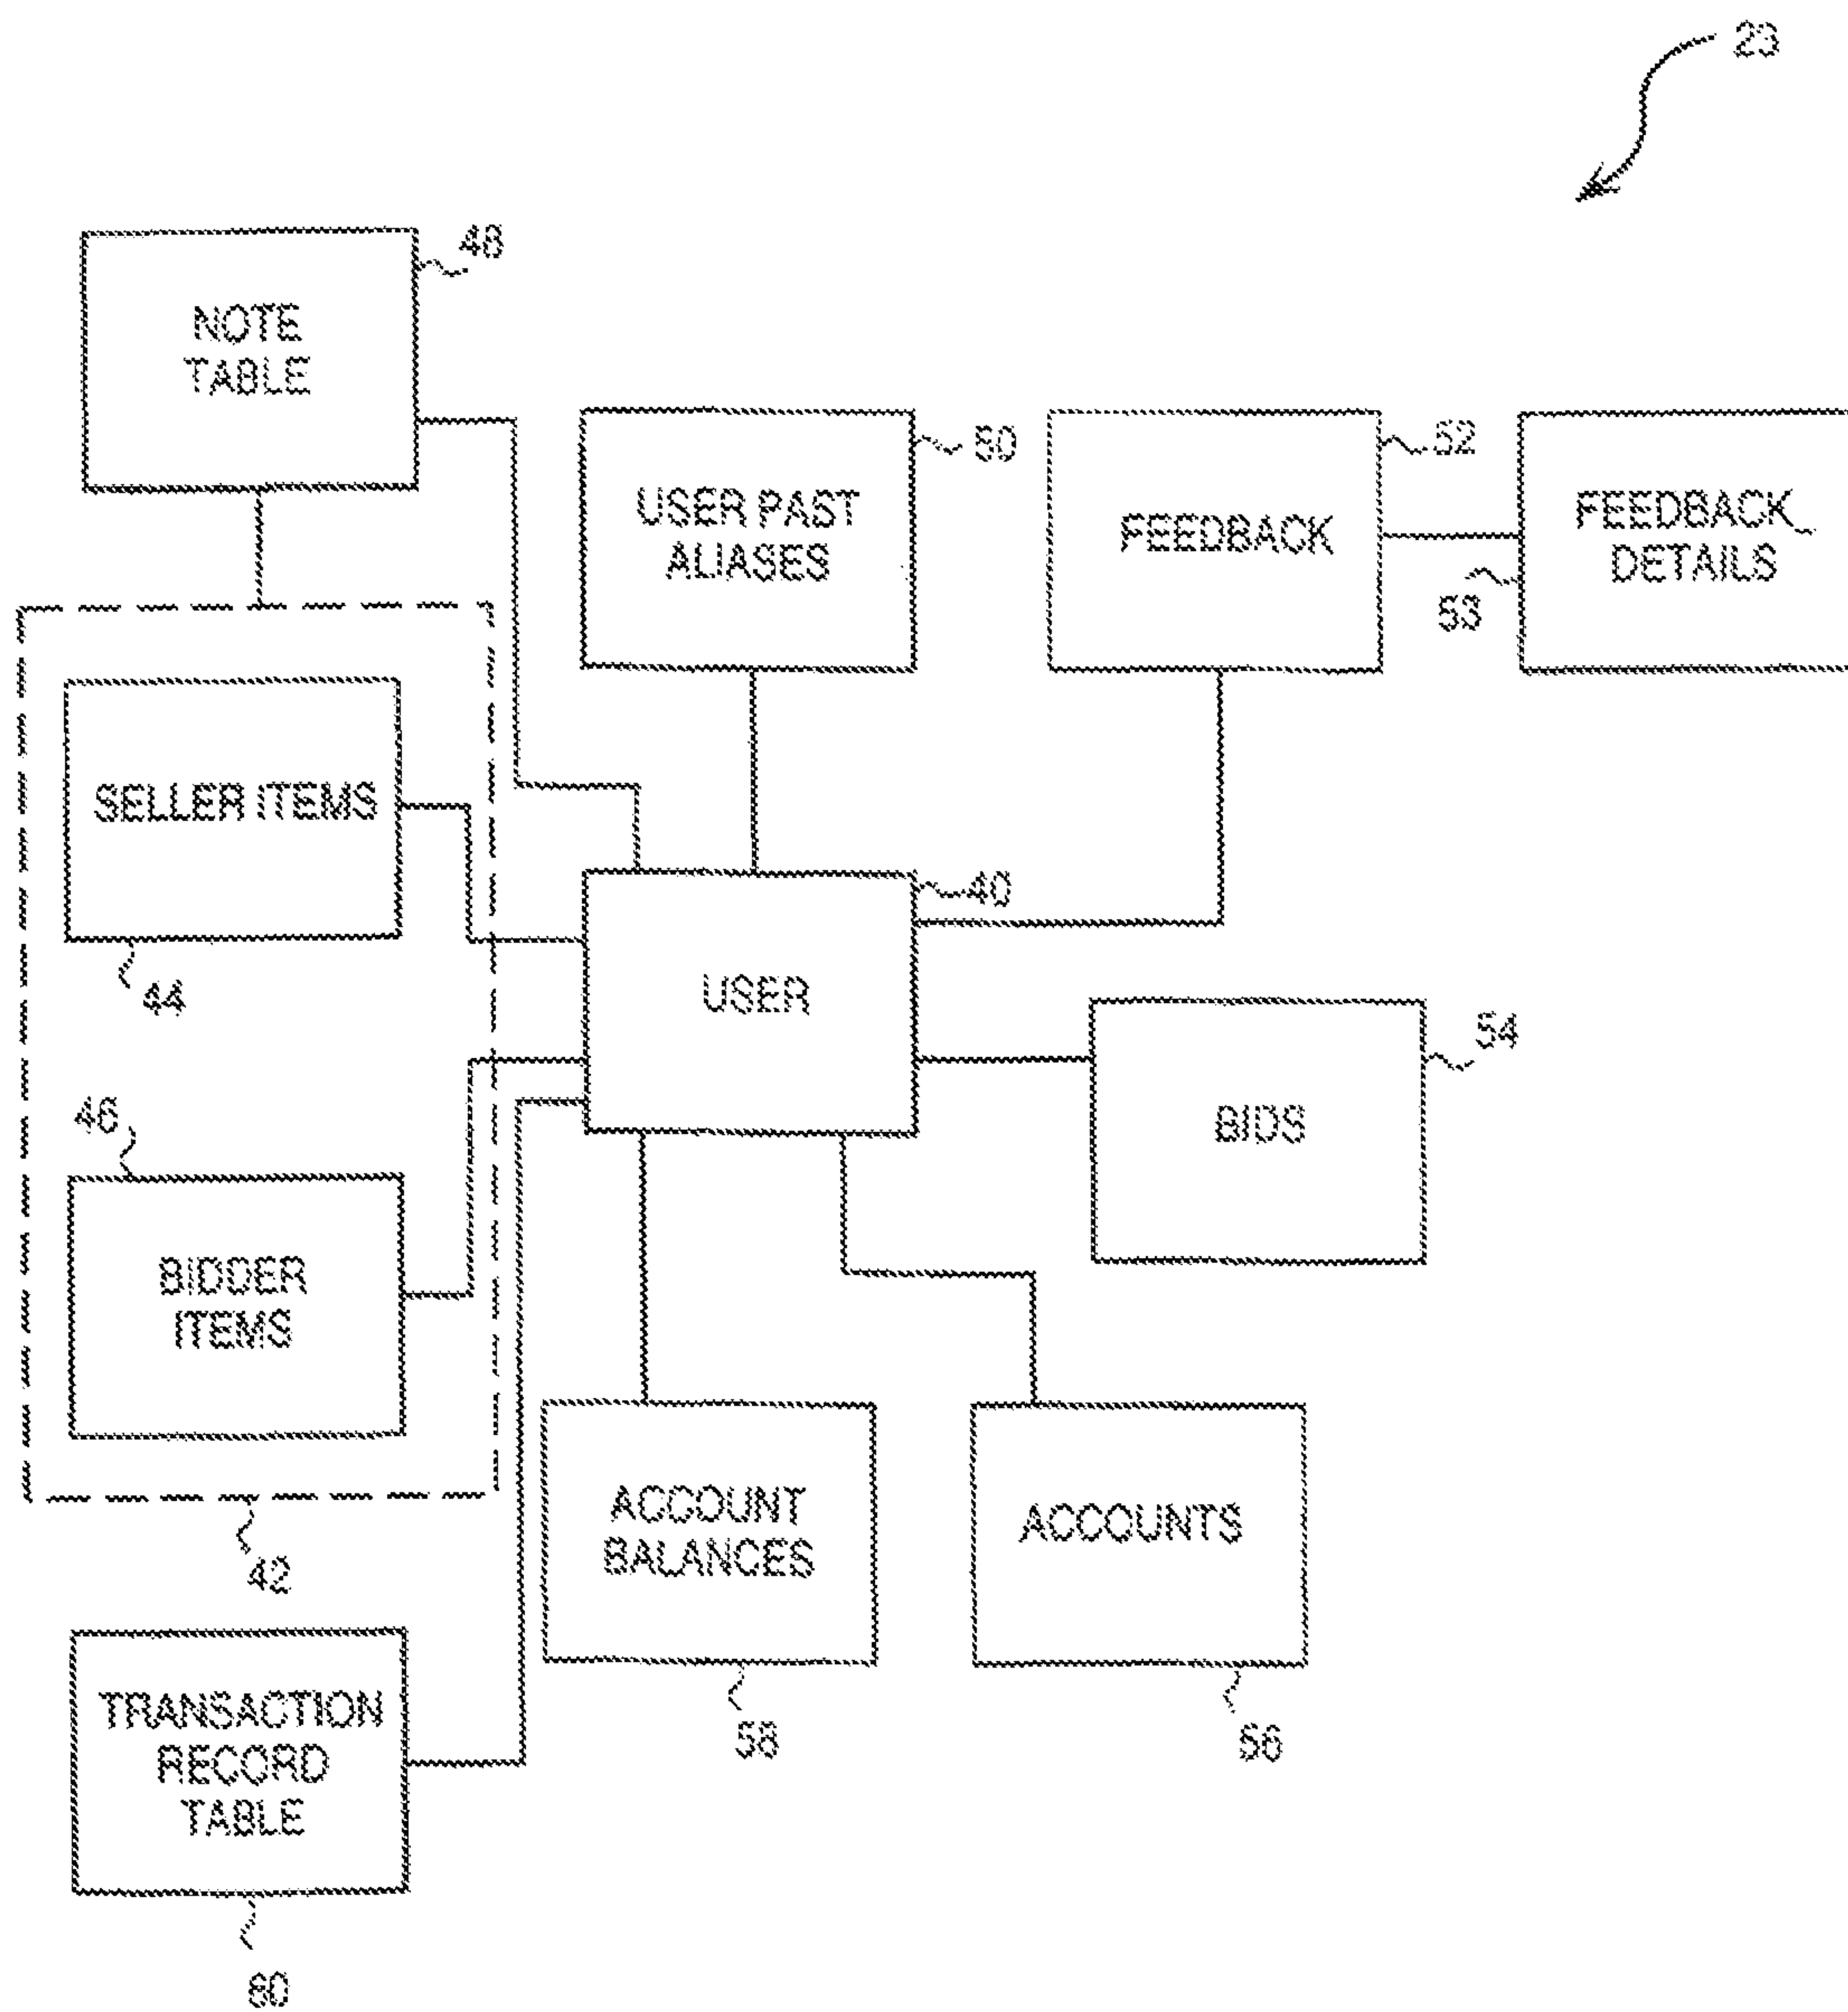 23
48
NOTE
TABLE
50
52
USER PAST
ALIASES
FEEDBACK
FEEDBACK
DETAILS
53
SELLER ITEMS
40
44
USER
54
46
BIDS
BIDDER
ITEMS
ACCOUNT
BALANCES
ACCOUNTS
42
TRANSACTION
RECORD
TABLE
58
56
60